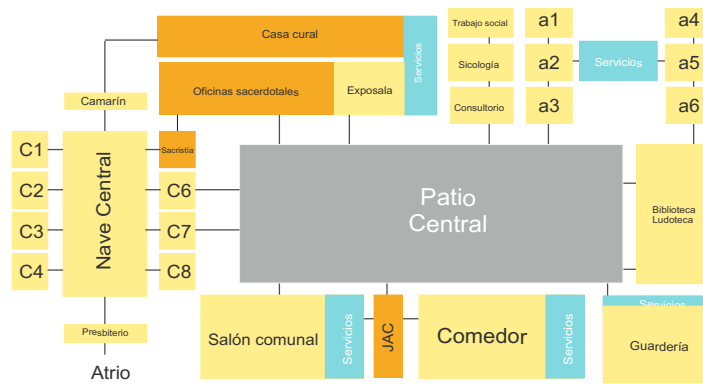 Casa cural
Servicios
Trabajo social
a1
a4
Sicología
a2
Servicios
a5
Oficinas sacerdotales
Exposala
Consultorio
a3
a6
Camarín
C1
C2
C3
C4
Nave Central
Sacristía
C6
C7
C8
Patio
Central
Biblioteca
Ludoteca
Presbiterio
Atrio
Salón comunal
Servicios
JAC
Comedor
Servicios
Servicios
Guardería